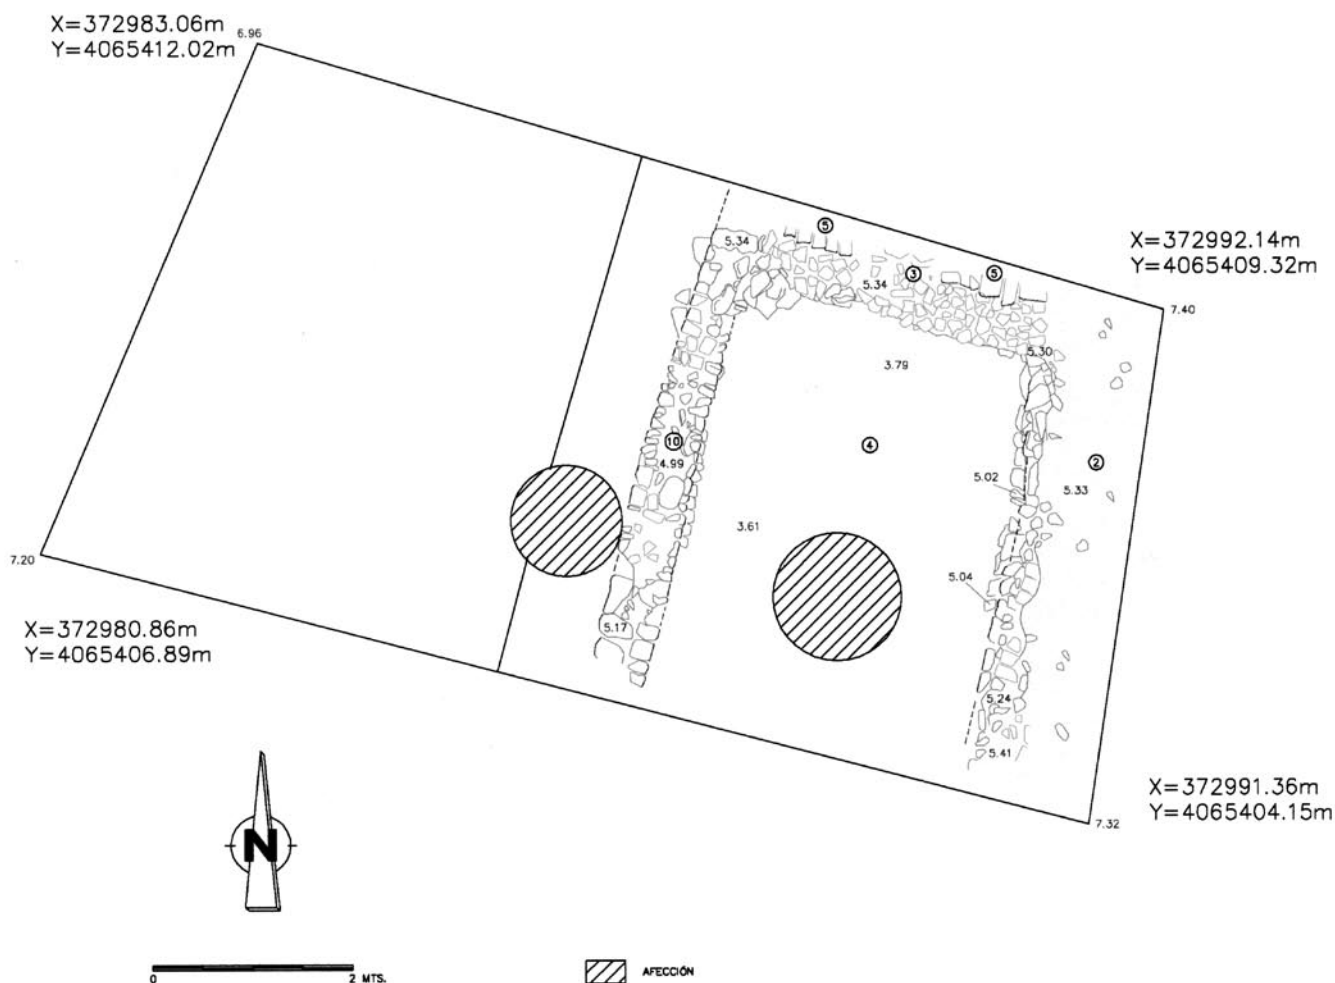 X=372983.06m
Y=4065412.02m
6.96
X=372992.14m
Y=4065409.32m
7.40
5
5.34
3
5
5.34
5.30
3.79
10
4
2
4.99
5.02
5.33
3.61
7.20
5.04
X=372980.86m
Y=4065406.89m
5.17
5.24
5.41
X=372991.36m
Y=4065404.15m
7.32
N
0 2 MTS.
AFECCIÓN